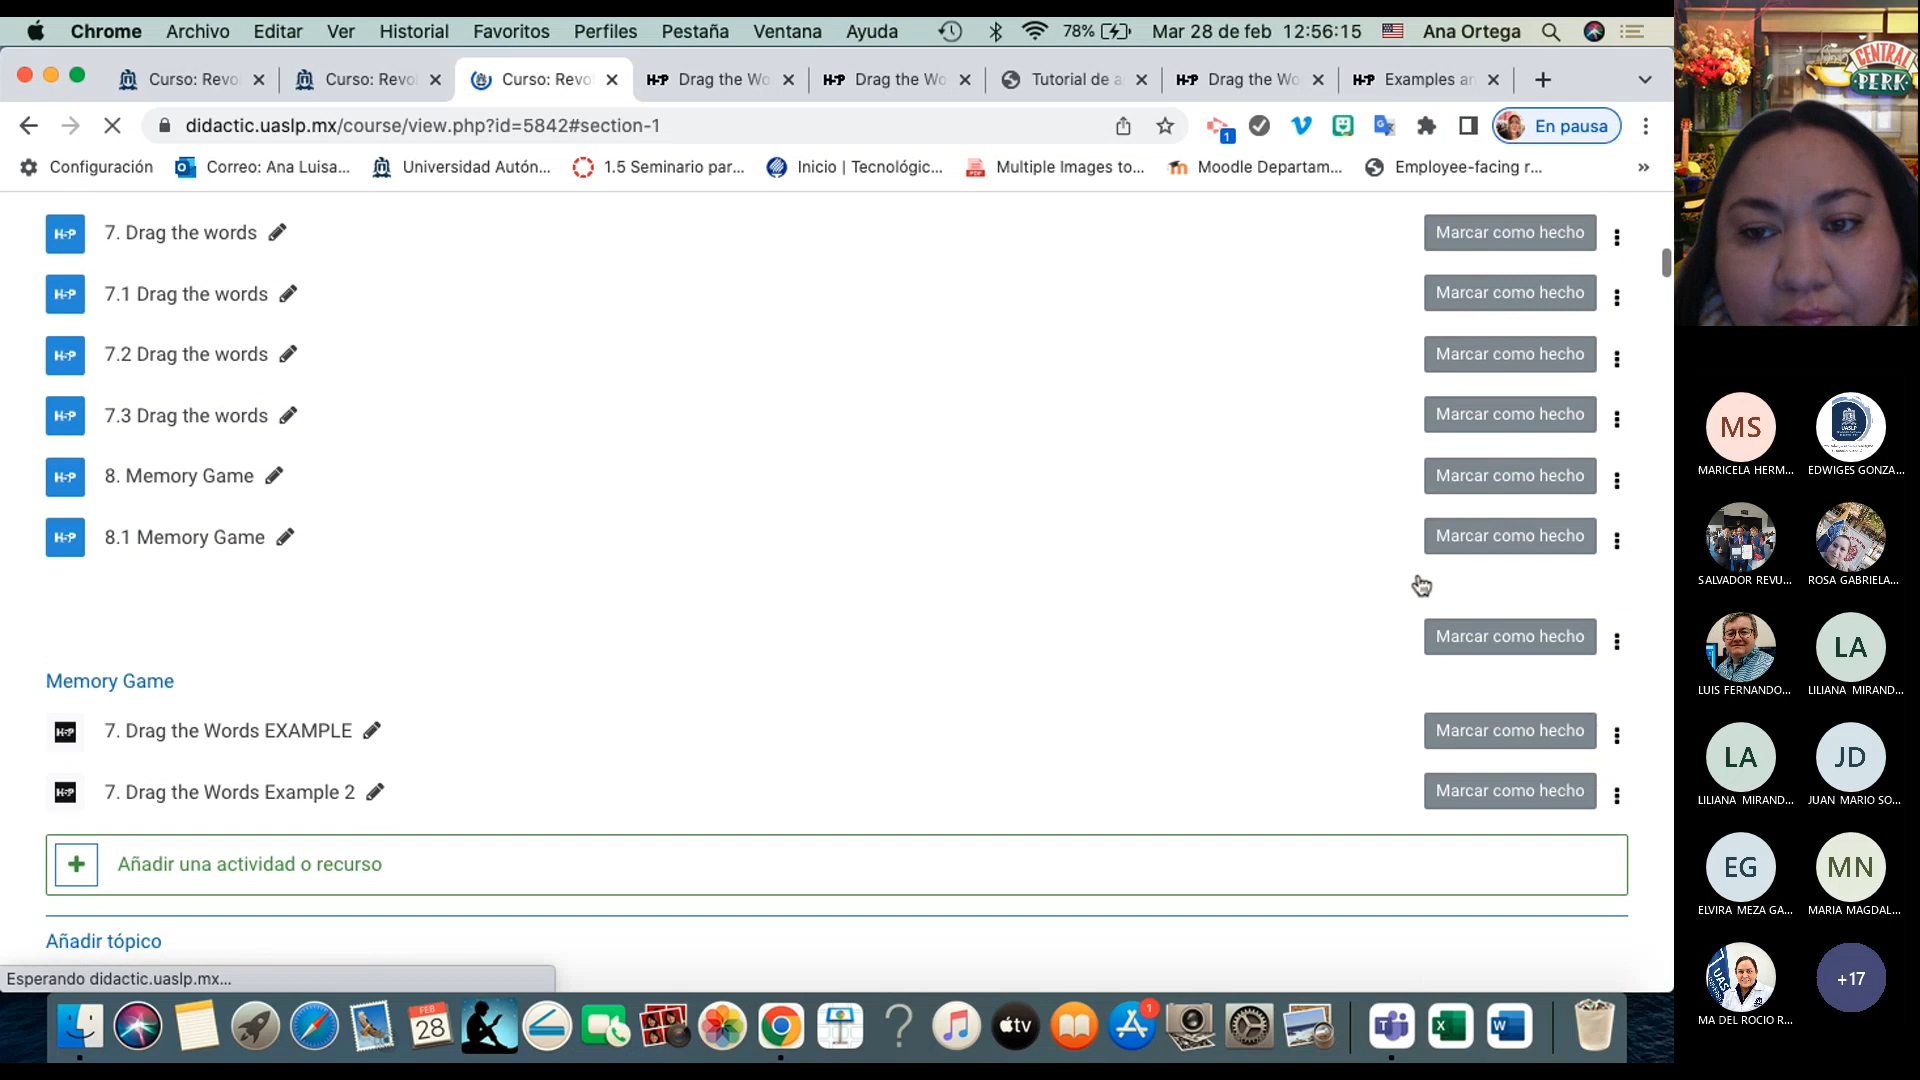 Chrome Archivo Editar Ver Historial Favoritos Perfiles Pestaña Ventana Ayuda 78% Mar 28 de feb 12:56:15 Ana Ortega
Curso: Revo Curso: Revo Curso: Revo H-P Drag the Wo H-P Drag the Wo Tutorial de a H-P Drag the Wo H-P Examples an
didactic.uaslp.mx/course/view.php?id=5842#section-1 1 En pausa
Configuración Correo: Ana Luisa... Universidad Autón... 1.5 Seminario par... Inicio | Tecnológic... Multiple Images to... Moodle Departam... Employee-facing r... »
H-P 7. Drag the words Marcar como hecho
H-P 7.1 Drag the words Marcar como hecho
H-P 7.2 Drag the words Marcar como hecho
H-P 7.3 Drag the words Marcar como hecho
H-P 8. Memory Game Marcar como hecho
H-P 8.1 Memory Game Marcar como hecho
Marcar como hecho
Memory Game
H-P 7. Drag the Words EXAMPLE Marcar como hecho
H-P 7. Drag the Words Example 2 Marcar como hecho
Añadir una actividad o recurso
Añadir tópico
Esperando didactic.uaslp.mx...
FEB
28
tv
1
CENTRAL
PERK
MS
MARICELA HERM... EDWIGES GONZA...
SALVADOR REVU... ROSA GABRIELA...
LA
LUIS FERNANDO... LILIANA MIRAND...
LA JD
LILIANA MIRAND... JUAN MARIO SO...
EG MN
ELVIRA MEZA GA... MARIA MAGDAL...
+17
MA DEL ROCIO R...